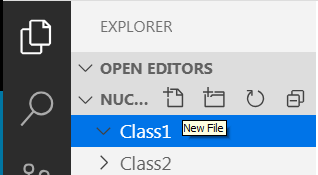 EXPLORER
OPEN EDITORS
NUC...
Class1 New File
Class2